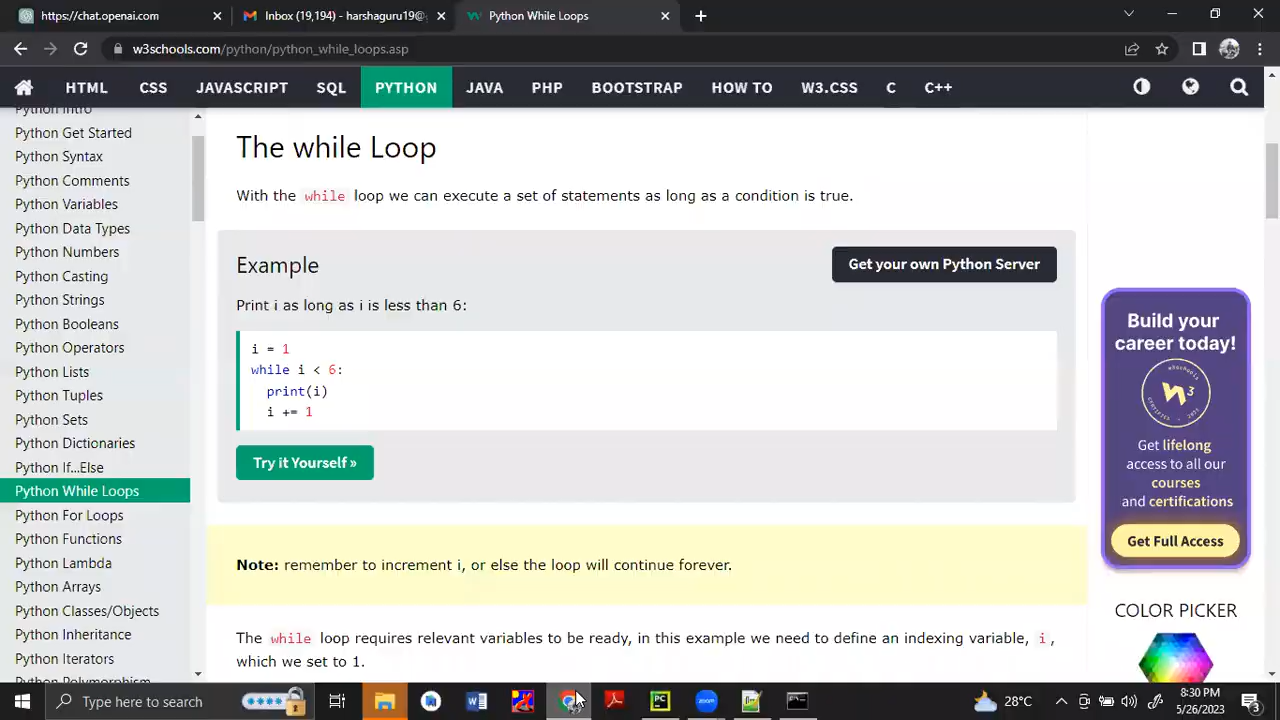 https://chat.openai.com
Inbox (19,194) - harshaguru19@
Python While Loops
w3schools.com/python/python_while_loops.asp
HTML CSS JAVASCRIPT SQL PYTHON JAVA PHP BOOTSTRAP HOW TO W3.CSS C C++
Python Intro
Python Get Started
Python Syntax
Python Comments
Python Variables
Python Data Types
Python Numbers
Python Casting
Python Strings
Python Booleans
Python Operators
Python Lists
Python Tuples
Python Sets
Python Dictionaries
Python If...Else
Python While Loops
Python For Loops
Python Functions
Python Lambda
Python Arrays
Python Classes/Objects
Python Inheritance
Python Iterators
Python Polymorphism
The while Loop
With the while loop we can execute a set of statements as long as a condition is true.
Example
Get your own Python Server
Print i as long as i is less than 6:
i = 1
while i < 6:
  print(i)
  i += 1
Try it Yourself »
Note: remember to increment i, or else the loop will continue forever.
The while loop requires relevant variables to be ready, in this example we need to define an indexing variable, i,
which we set to 1.
Build your
career today!
Get lifelong
access to all our
courses
and certifications
Get Full Access
COLOR PICKER
Type here to search
28°C
8:30 PM
5/26/2023